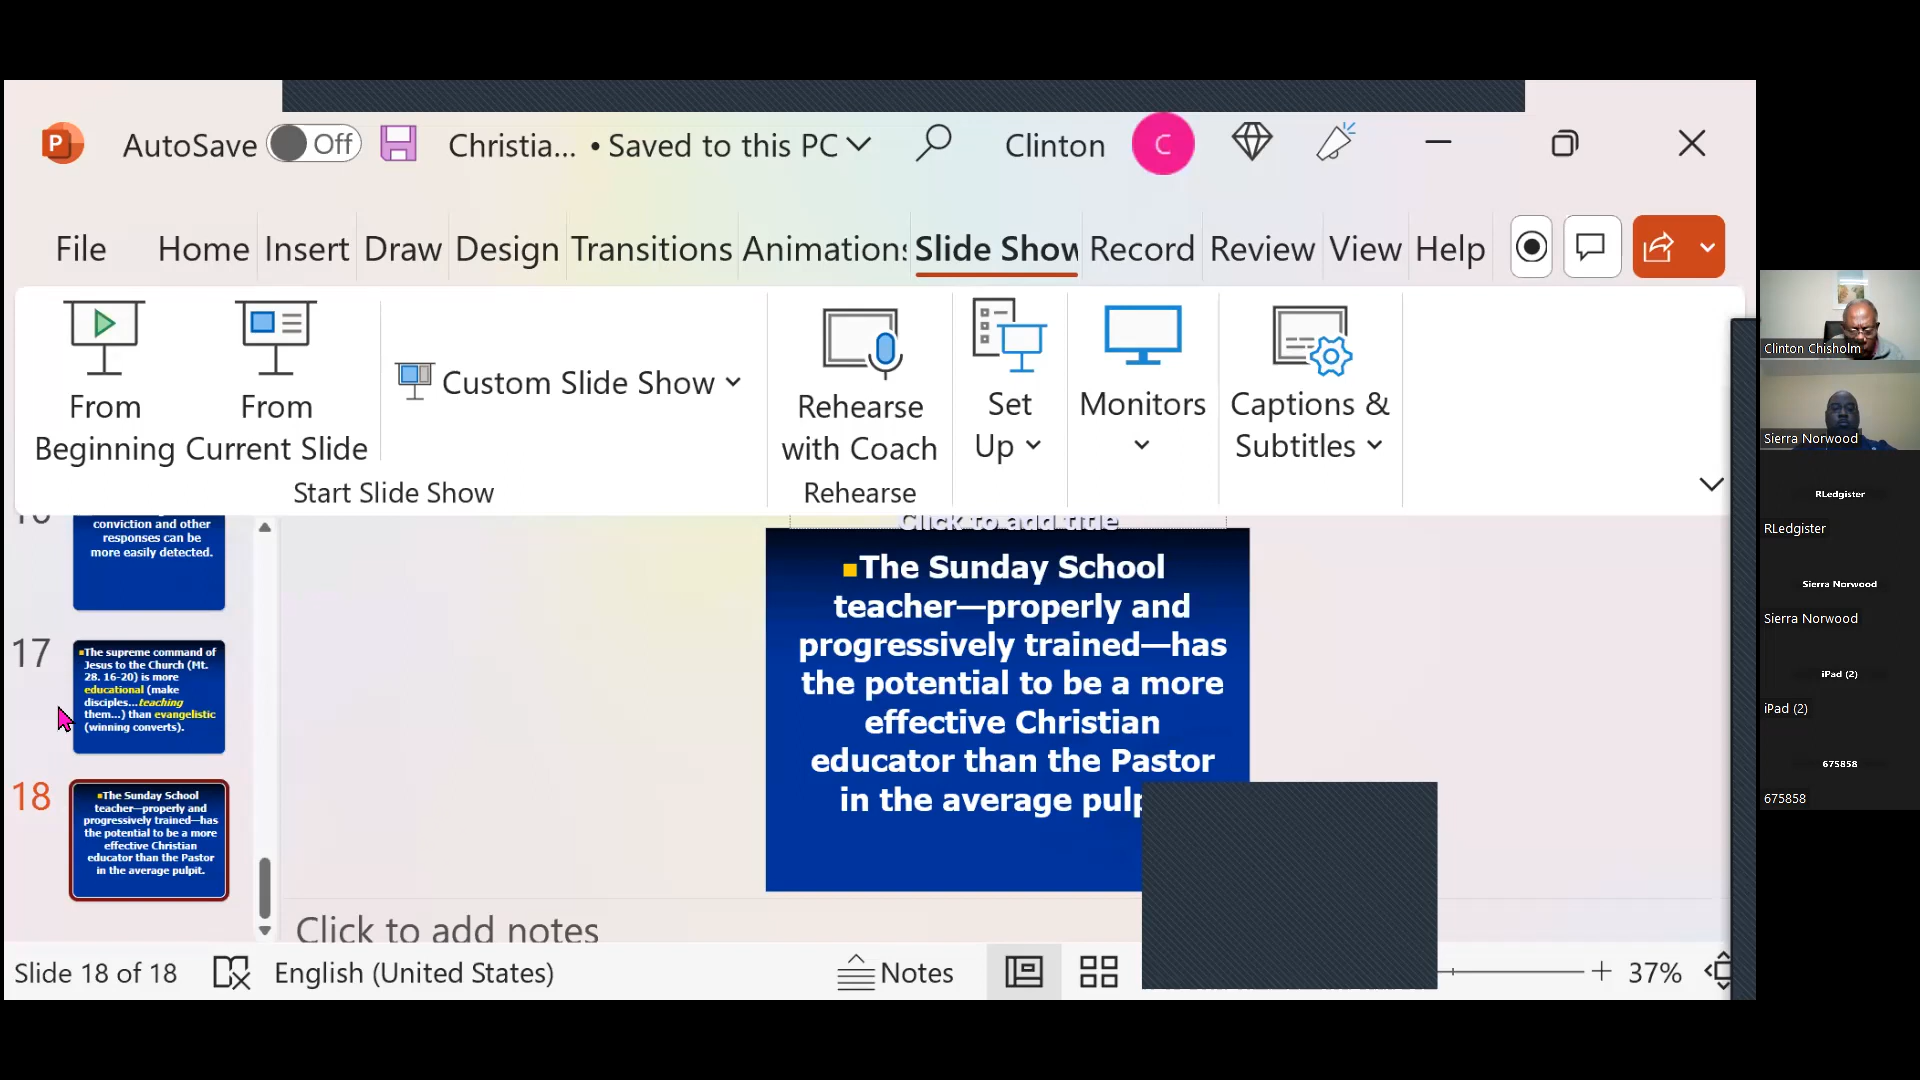 AutoSave Off Christia... • Saved to this PC Clinton C
File Home Insert Draw Design Transitions Animations Slide Show Record Review View Help
From Beginning
From Current Slide
Custom Slide Show
Rehearse with Coach
Set Up
Monitors
Captions & Subtitles
Start Slide Show
Rehearse
16
conviction and other
responses can be
more easily detected.
17
The supreme command of
Jesus to the Church (Mt.
28. 16-20) is more
educational (make
disciples...teaching
them...) than evangelistic
(winning converts).
18
The Sunday School
teacher—properly and
progressively trained—has
the potential to be a more
effective Christian
educator than the Pastor
in the average pulpit.
Click to add title
The Sunday School
teacher—properly and
progressively trained—has
the potential to be a more
effective Christian
educator than the Pastor
in the average pulp
Click to add notes
Slide 18 of 18 English (United States) Notes 37%
Clinton Chisholm
Sierra Norwood
RLedgister
RLedgister
Sierra Norwood
Sierra Norwood
iPad (2)
iPad (2)
675858
675858